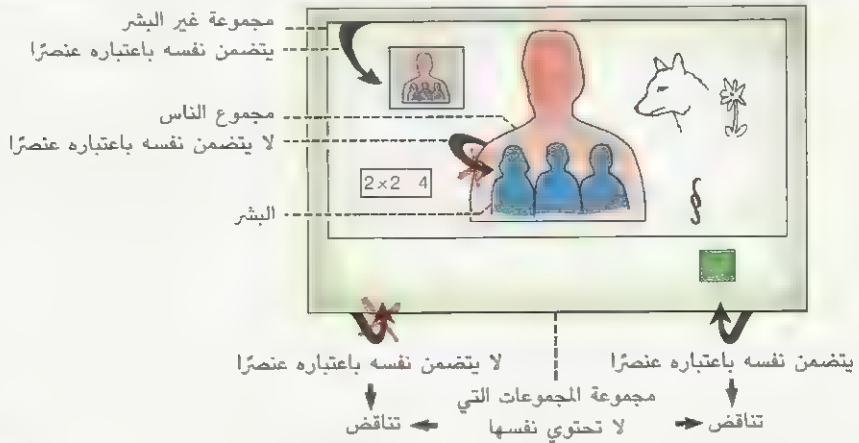 مجموعة غير البشر
يتضمن نفسه باعتباره عنصرًا
مجموع الناس
لا يتضمن نفسه باعتباره عنصرًا
2×2 4
البشر
§
لا يتضمن نفسه باعتباره عنصرًا
يتضمن نفسه باعتباره عنصرًا
مجموعة المجموعات التي
لا تحتوي نفسها
تناقض
تناقض